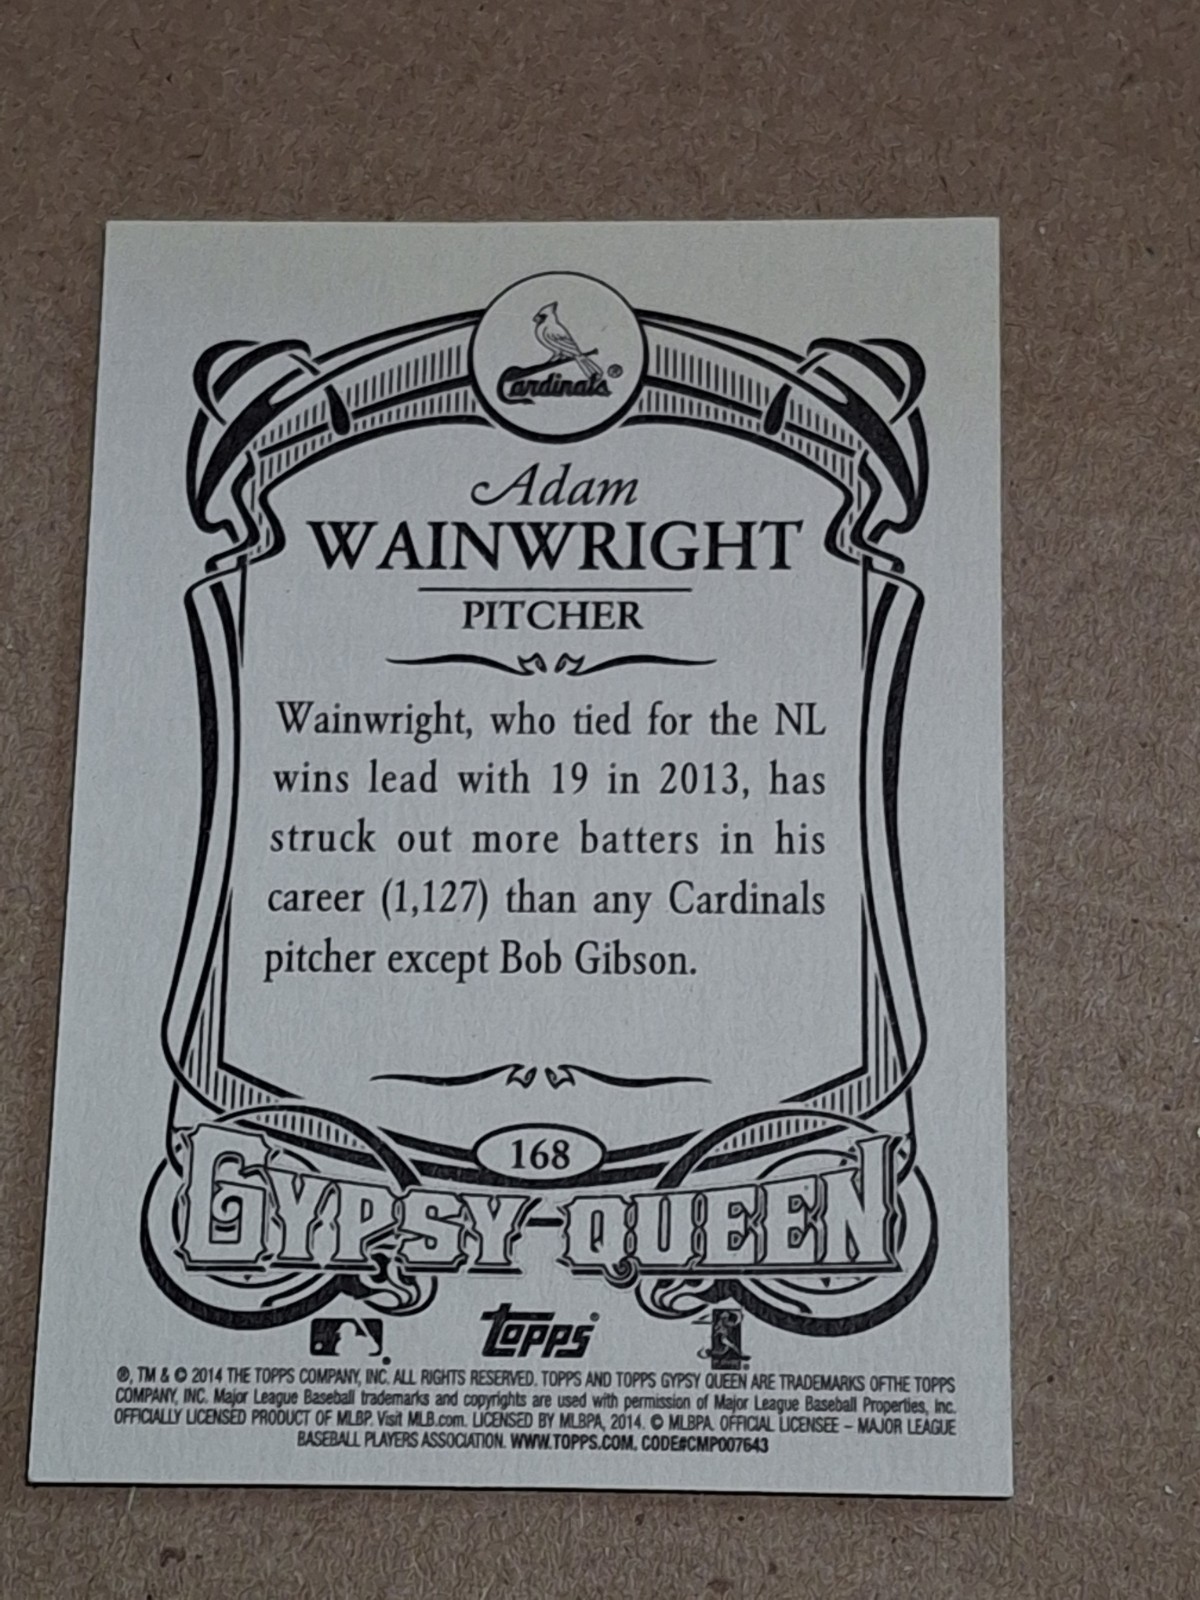 Cardinals®
Adam
WAINWRIGHT
PITCHER
Wainwright, who tied for the NL
wins lead with 19 in 2013, has
struck out more batters in his
career (1,127) than any Cardinals
pitcher except Bob Gibson.
168
GYPSY-QUEEN
Topps®
®, TM & © 2014 THE TOPPS COMPANY, INC. ALL RIGHTS RESERVED. TOPPS AND TOPPS GYPSY QUEEN ARE TRADEMARKS OFTHE TOPPS
COMPANY, INC. Major League Baseball trademarks and copyrights are used with permission of Major League Baseball Properties, Inc.
OFFICIALLY LICENSED PRODUCT OF MLBP. Visit MLB.com. LICENSED BY MLBPA, 2014. © MLBPA. OFFICIAL LICENSEE – MAJOR LEAGUE
BASEBALL PLAYERS ASSOCIATION. WWW.TOPPS.COM. CODE#CMP007643